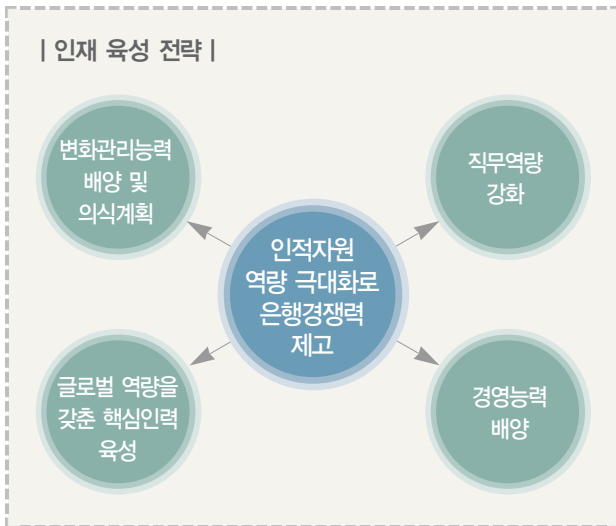 | 인재 육성 전략 |
변화관리능력
배양 및
의식계획
직무역량
강화
인적자원
역량 극대화로
은행경쟁력
제고
글로벌 역량을
갖춘 핵심인력
육성
경영능력
배양